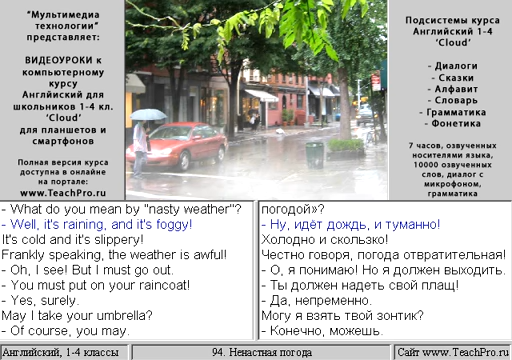 "Мультимедиа
технологии"
представляет:
ВИДЕОУРОКИ к
компьютерному
курсу
Английский для
школьников 1-4 кл.
'Cloud'
для планшетов и
смартфонов
Полная версия курса
доступна в онлайне
на портале:
www.TeachPro.ru
Подсистемы курса
Английский 1-4
'Cloud'
- Диалоги
- Сказки
- Алфавит
- Словарь
- Грамматика
- Фонетика
7 часов, озвученных
носителями языка,
10000 озвученных
слов, диалог с
микрофоном,
грамматика
- What do you mean by "nasty weather"?
- Well, it's raining, and it's foggy!
It's cold and it's slippery!
Frankly speaking, the weather is awful!
- Oh, I see! But I must go out.
- You must put on your raincoat!
- Yes, surely.
May I take your umbrella?
- Of course, you may.
погодой»?
- Ну, идёт дождь, и туманно!
Холодно и скользко!
Честно говоря, погода отвратительная!
- О, я понимаю! Но я должен выходить.
- Ты должен надеть свой плащ!
- Да, непременно.
Могу я взять твой зонтик?
- Конечно, можешь.
Английский, 1-4 классы
94. Ненастная погода
Сайт www.TeachPro.ru